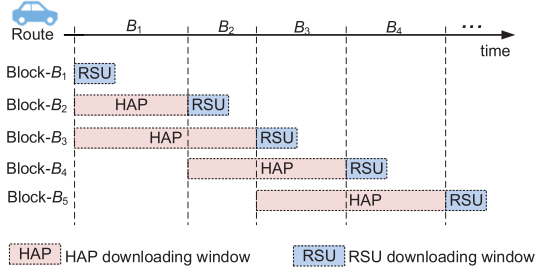 B1 B2 B3 B4 ...
Route
time
Block-B1 RSU
Block-B2 HAP RSU
Block-B3 HAP RSU
Block-B4 HAP RSU
Block-B5 HAP RSU
HAP HAP downloading window RSU RSU downloading window